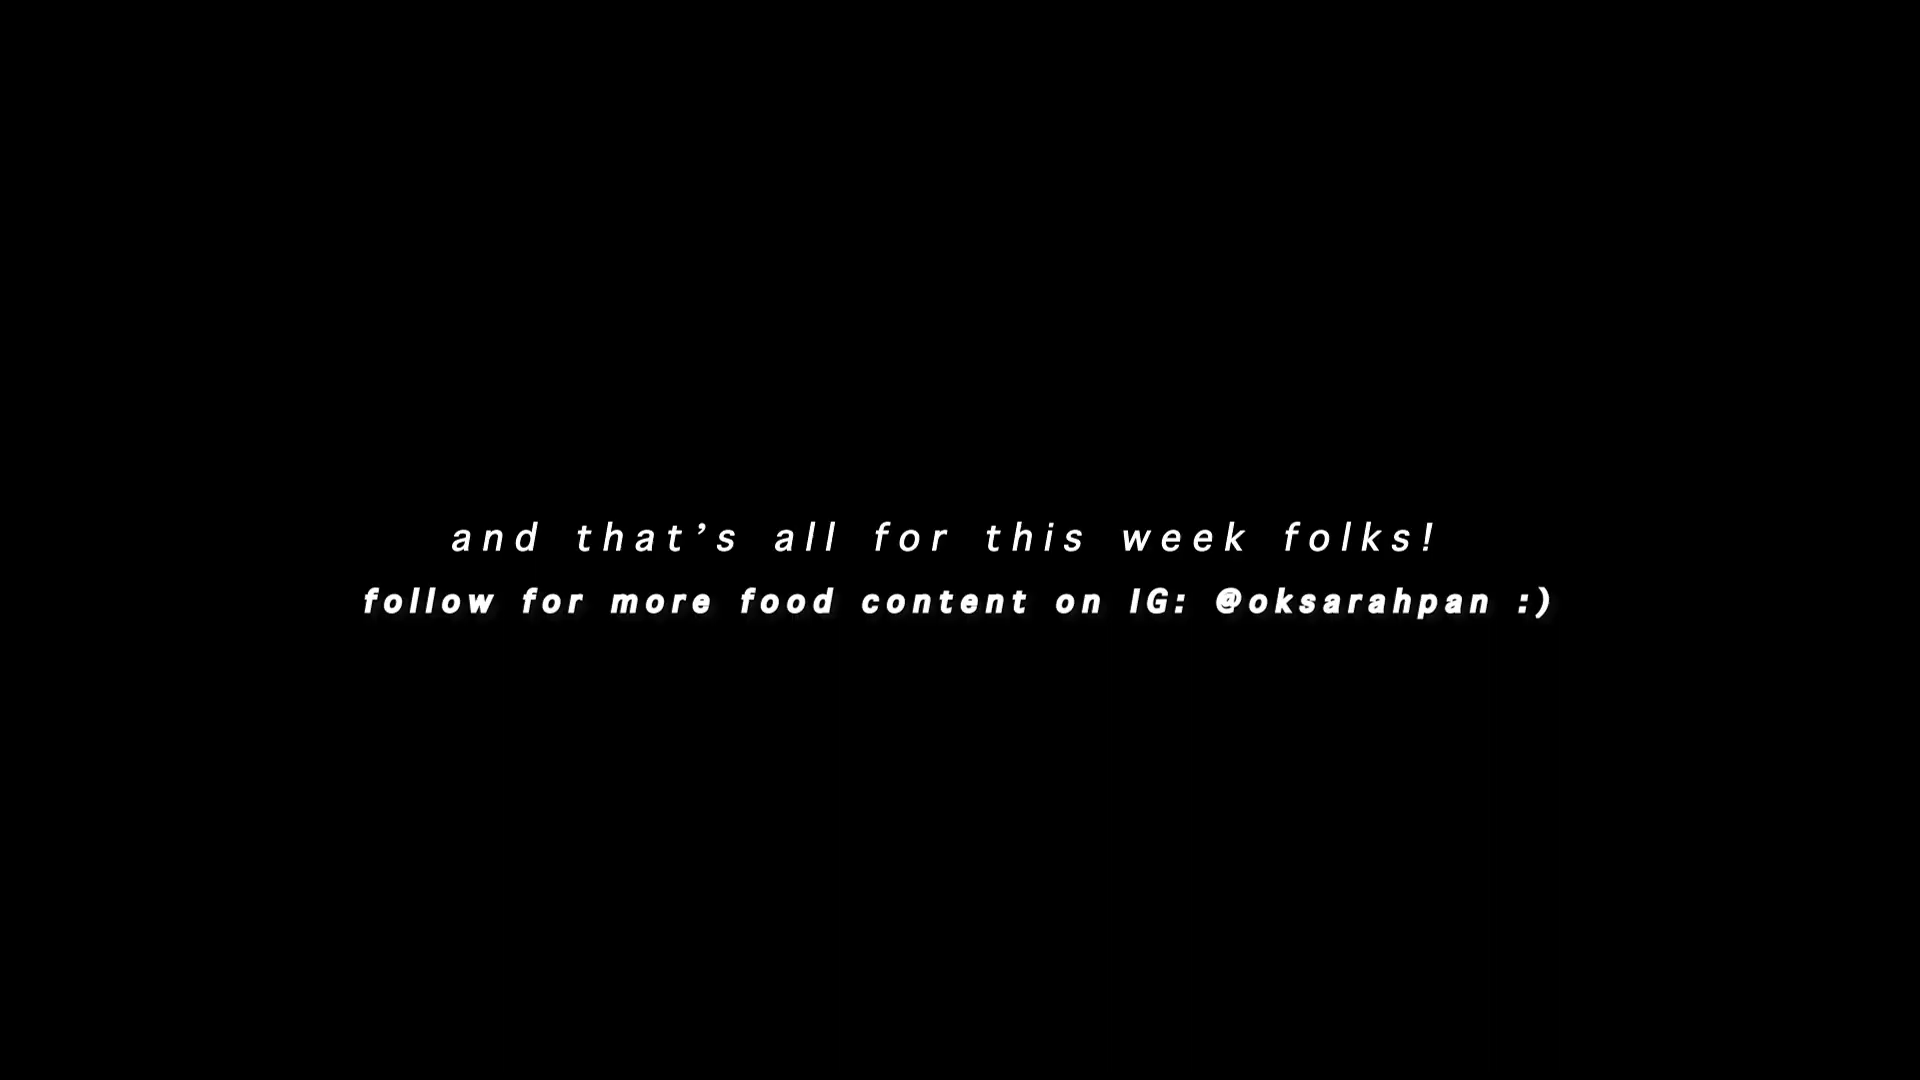 and that’s all for this week folks!
follow for more food content on IG: @oksarahpan :)